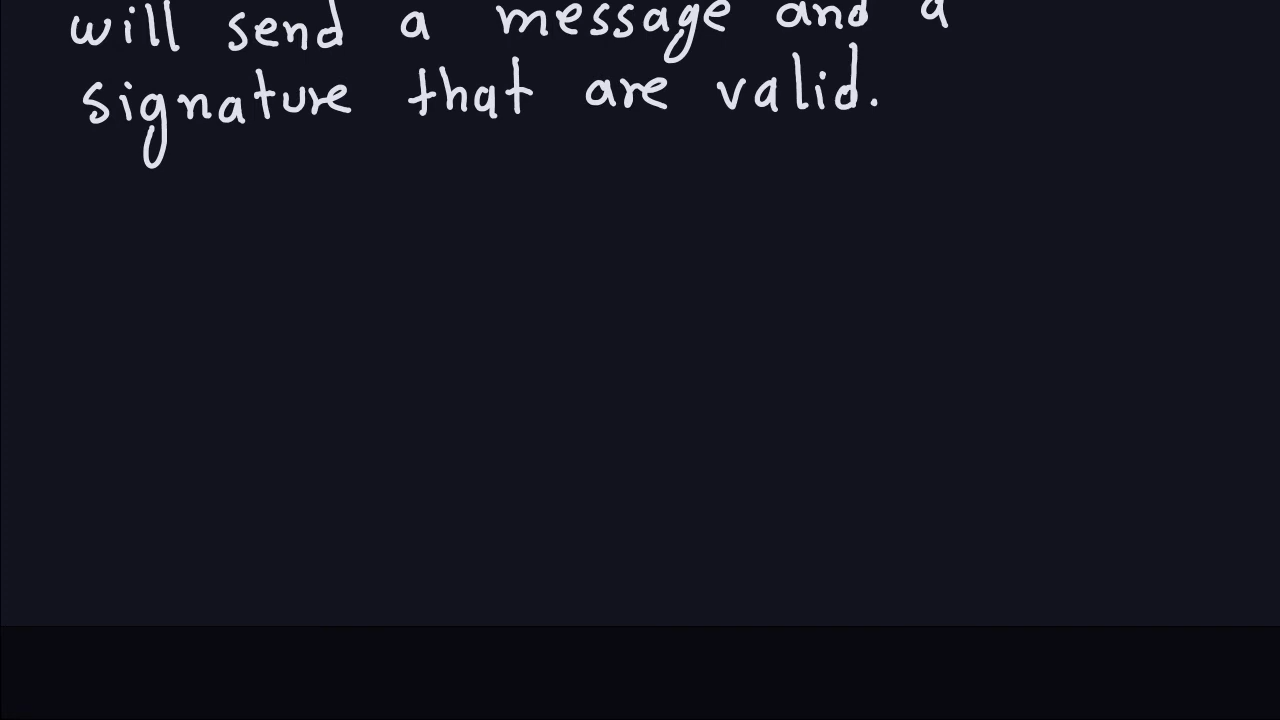 will send a message and a
signature that are valid.